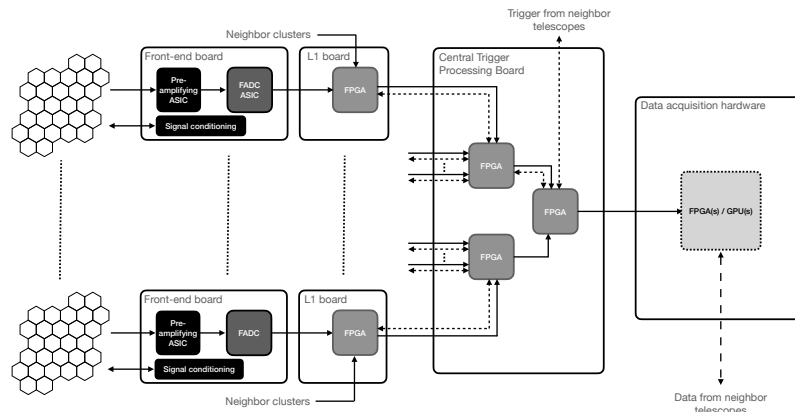 Trigger from neighbor
telescopes
Neighbor clusters
Front-end board
L1 board
Central Trigger
Processing Board
Pre-
amplifying
ASIC
FADC
ASIC
FPGA
Signal conditioning
Data acquisition hardware
FPGA
FPGA
FPGA(s) / GPU(s)
FPGA
Front-end board
L1 board
Pre-
amplifying
ASIC
FADC
FPGA
Signal conditioning
Neighbor clusters
Data from neighbor
telescopes